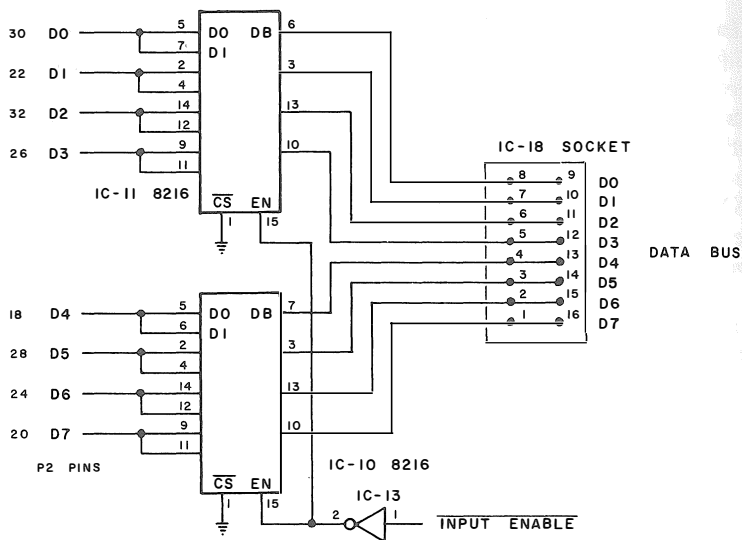 30 D0 5 DO DB 6
7 DI
22 D1 2 3
4
32 D2 14 13
12
26 D3 9 10
11
IC-11 8216
CS EN
1 15
IC-18 SOCKET
8 9 D0
7 10 D1
6 11 D2
5 12 D3
4 13 D4
3 14 D5
2 15 D6
1 16 D7
DATA BUS
18 D4 5 DO DB 7
6 DI
28 D5 2 3
4
24 D6 14 13
12
20 D7 9 10
11
P2 PINS
IC-10 8216
CS EN
1 15
IC-13
2 1 INPUT ENABLE